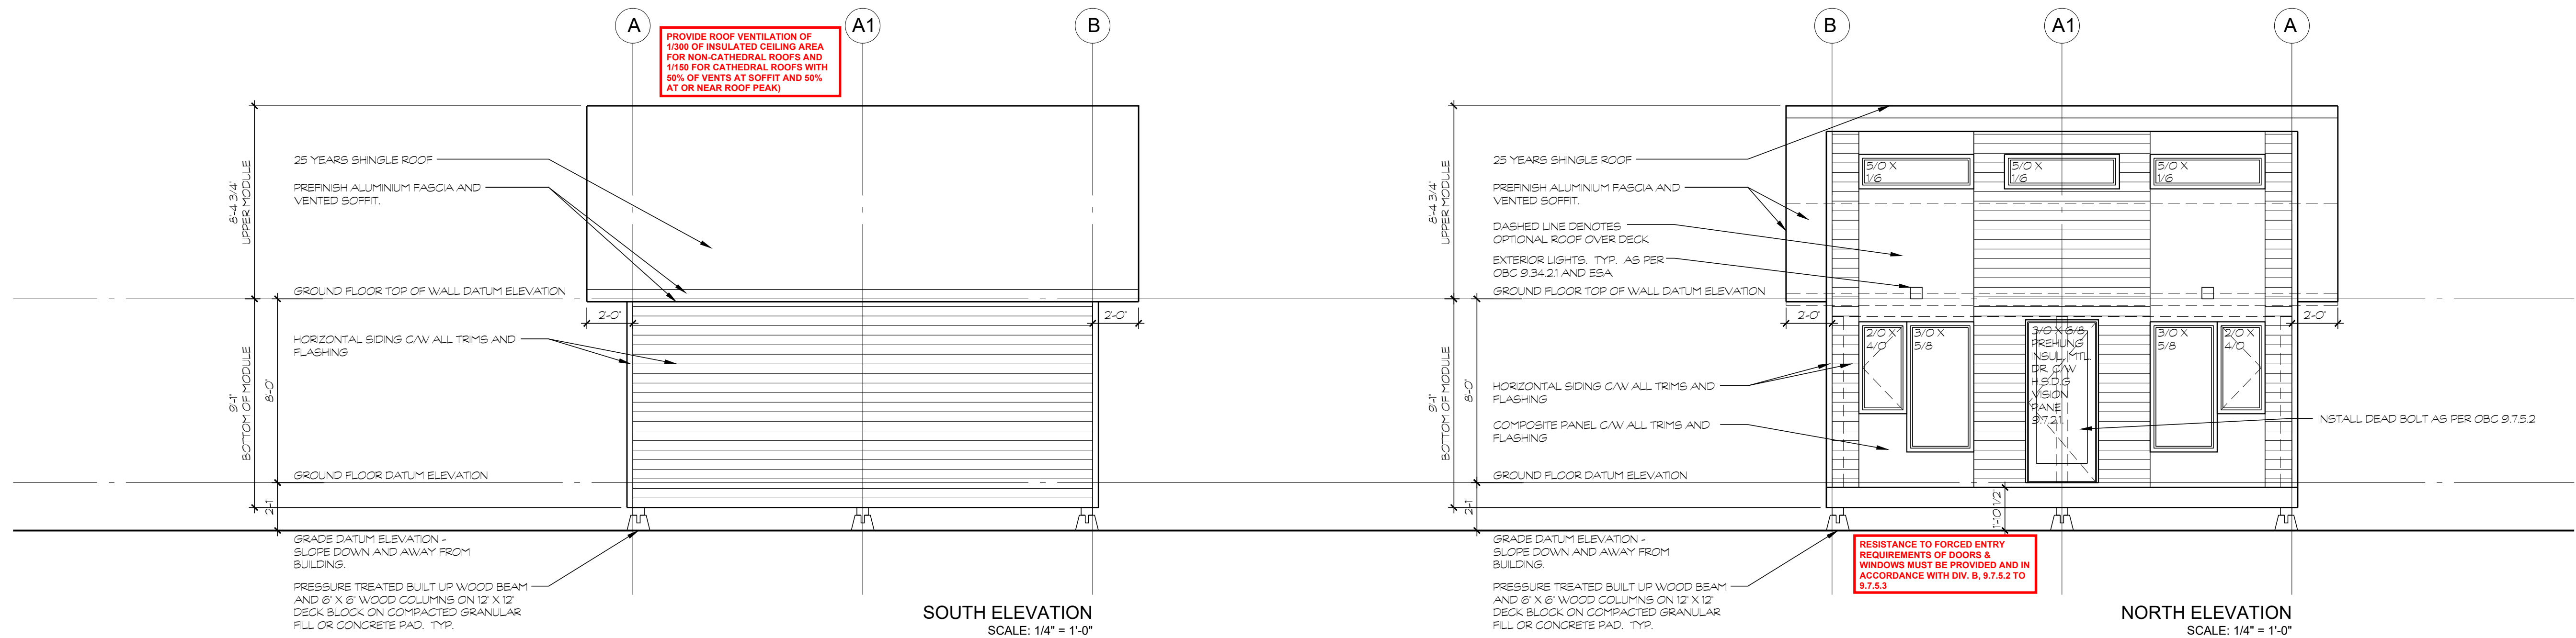 A
A1
B
PROVIDE ROOF VENTILATION OF
1/300 OF INSULATED CEILING AREA
FOR NON-CATHEDRAL ROOFS AND
1/150 FOR CATHEDRAL ROOFS WITH
50% OF VENTS AT SOFFIT AND 50%
AT OR NEAR ROOF PEAK)
8'-4 3/4"
UPPER MODULE
25 YEARS SHINGLE ROOF
PREFINISH ALUMINIUM FASCIA AND
VENTED SOFFIT.
GROUND FLOOR TOP OF WALL DATUM ELEVATION
2'-0"
2'-0"
HORIZONTAL SIDING C/W ALL TRIMS AND
FLASHING
9'-1"
BOTTOM OF MODULE
8'-0"
GROUND FLOOR DATUM ELEVATION
2'-1"
GRADE DATUM ELEVATION -
SLOPE DOWN AND AWAY FROM
BUILDING.
PRESSURE TREATED BUILT UP WOOD BEAM
AND 6" X 6" WOOD COLUMNS ON 12" X 12"
DECK BLOCK ON COMPACTED GRANULAR
FILL OR CONCRETE PAD. TYP.
SOUTH ELEVATION
SCALE: 1/4" = 1'-0"
B
A1
A
8'-4 3/4"
UPPER MODULE
25 YEARS SHINGLE ROOF
PREFINISH ALUMINIUM FASCIA AND
VENTED SOFFIT.
DASHED LINE DENOTES
OPTIONAL ROOF OVER DECK
EXTERIOR LIGHTS. TYP. AS PER
OBC 9.34.2.1 AND ESA
GROUND FLOOR TOP OF WALL DATUM ELEVATION
5/0 X
1/6
5/0 X
1/6
5/0 X
1/6
2'-0"
2'-0"
2/0 X
4/0
3/0 X
5/8
3/0 X 6/8
PREHUNG
INSUL. MTL.
DR. C/W
H.S.D.G
VISION
PANE
9.7.2.1.
3/0 X
5/8
2/0 X
4/0
HORIZONTAL SIDING C/W ALL TRIMS AND
FLASHING
COMPOSITE PANEL C/W ALL TRIMS AND
FLASHING
INSTALL DEAD BOLT AS PER OBC 9.7.5.2
9'-1"
BOTTOM OF MODULE
8'-0"
GROUND FLOOR DATUM ELEVATION
2'-1"
1'-10 1/2"
GRADE DATUM ELEVATION -
SLOPE DOWN AND AWAY FROM
BUILDING.
RESISTANCE TO FORCED ENTRY
REQUIREMENTS OF DOORS &
WINDOWS MUST BE PROVIDED AND IN
ACCORDANCE WITH DIV. B, 9.7.5.2 TO
9.7.5.3
PRESSURE TREATED BUILT UP WOOD BEAM
AND 6" X 6" WOOD COLUMNS ON 12" X 12"
DECK BLOCK ON COMPACTED GRANULAR
FILL OR CONCRETE PAD. TYP.
NORTH ELEVATION
SCALE: 1/4" = 1'-0"